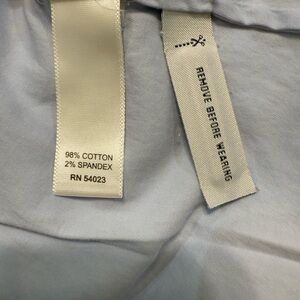 98% COTTON
2% SPANDEX
RN 54023
REMOVE BEFORE WEARING